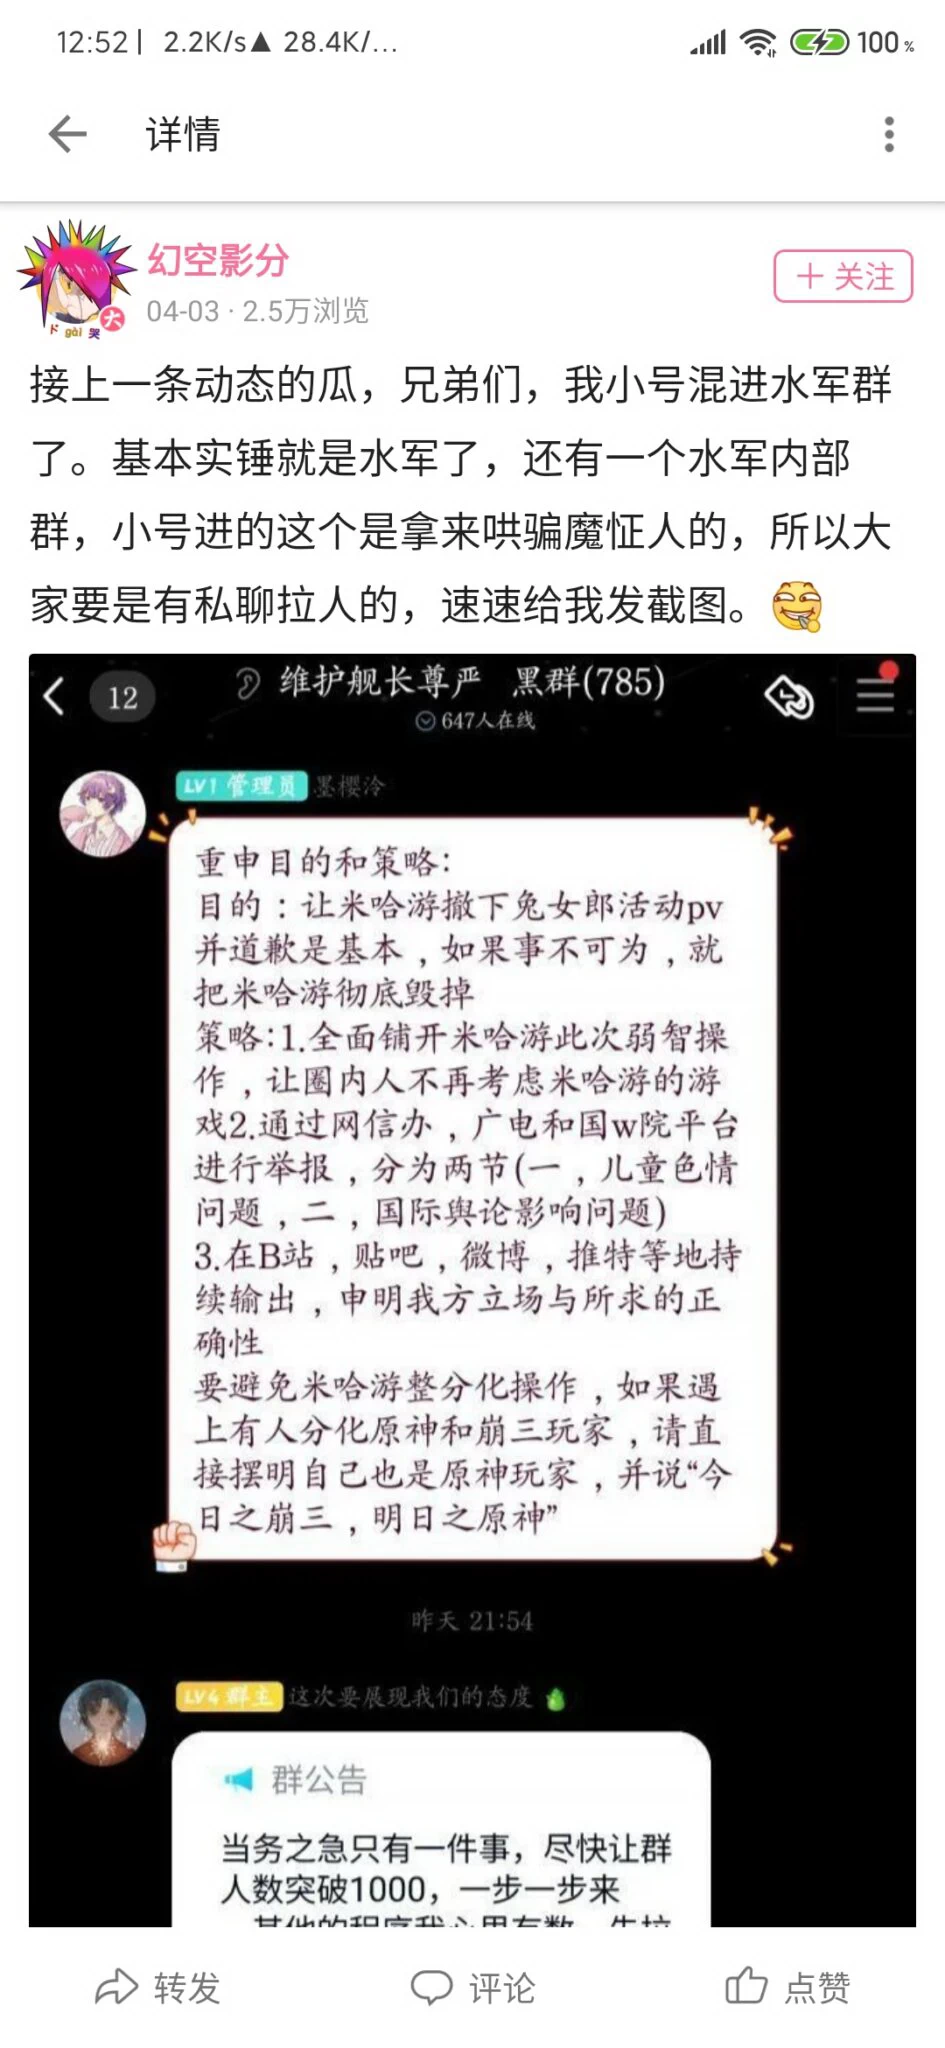 12:52 | 2.2K/s▲ 28.4K/... 100 %
详情
幻空影分
04-03 · 2.5万浏览
+ 关注
大
gài 哭
接上一条动态的瓜，兄弟们，我小号混进水军群
了。基本实锤就是水军了，还有一个水军内部
群，小号进的这个是拿来哄骗魔怔人的，所以大
家要是有私聊拉人的，速速给我发截图。
12
维护舰长尊严 黑群(785)
647人在线
LV1 管理员 墨樱泠
重申目的和策略:
目的：让米哈游撤下兔女郎活动pv
并道歉是基本，如果事不可为，就
把米哈游彻底毁掉
策略:1.全面铺开米哈游此次弱智操
作，让圈内人不再考虑米哈游的游
戏2.通过网信办，广电和国w院平台
进行举报，分为两节(一，儿童色情
问题，二，国际舆论影响问题)
3.在B站，贴吧，微博，推特等地持
续输出，申明我方立场与所求的正
确性
要避免米哈游整分化操作，如果遇
上有人分化原神和崩三玩家，请直
接摆明自己也是原神玩家，并说“今
日之崩三，明日之原神”
昨天 21:54
LV4 群主 这次要展现我们的态度
群公告
当务之急只有一件事，尽快让群
人数突破1000，一步一步来
转发
评论
点赞